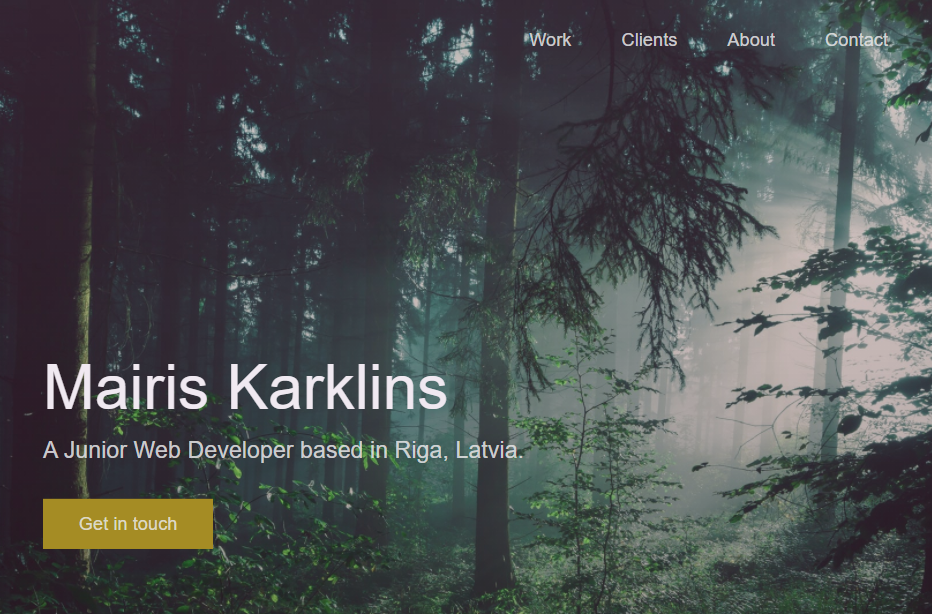 Work Clients About Contact
Mairis Karklins
A Junior Web Developer based in Riga, Latvia.
Get in touch